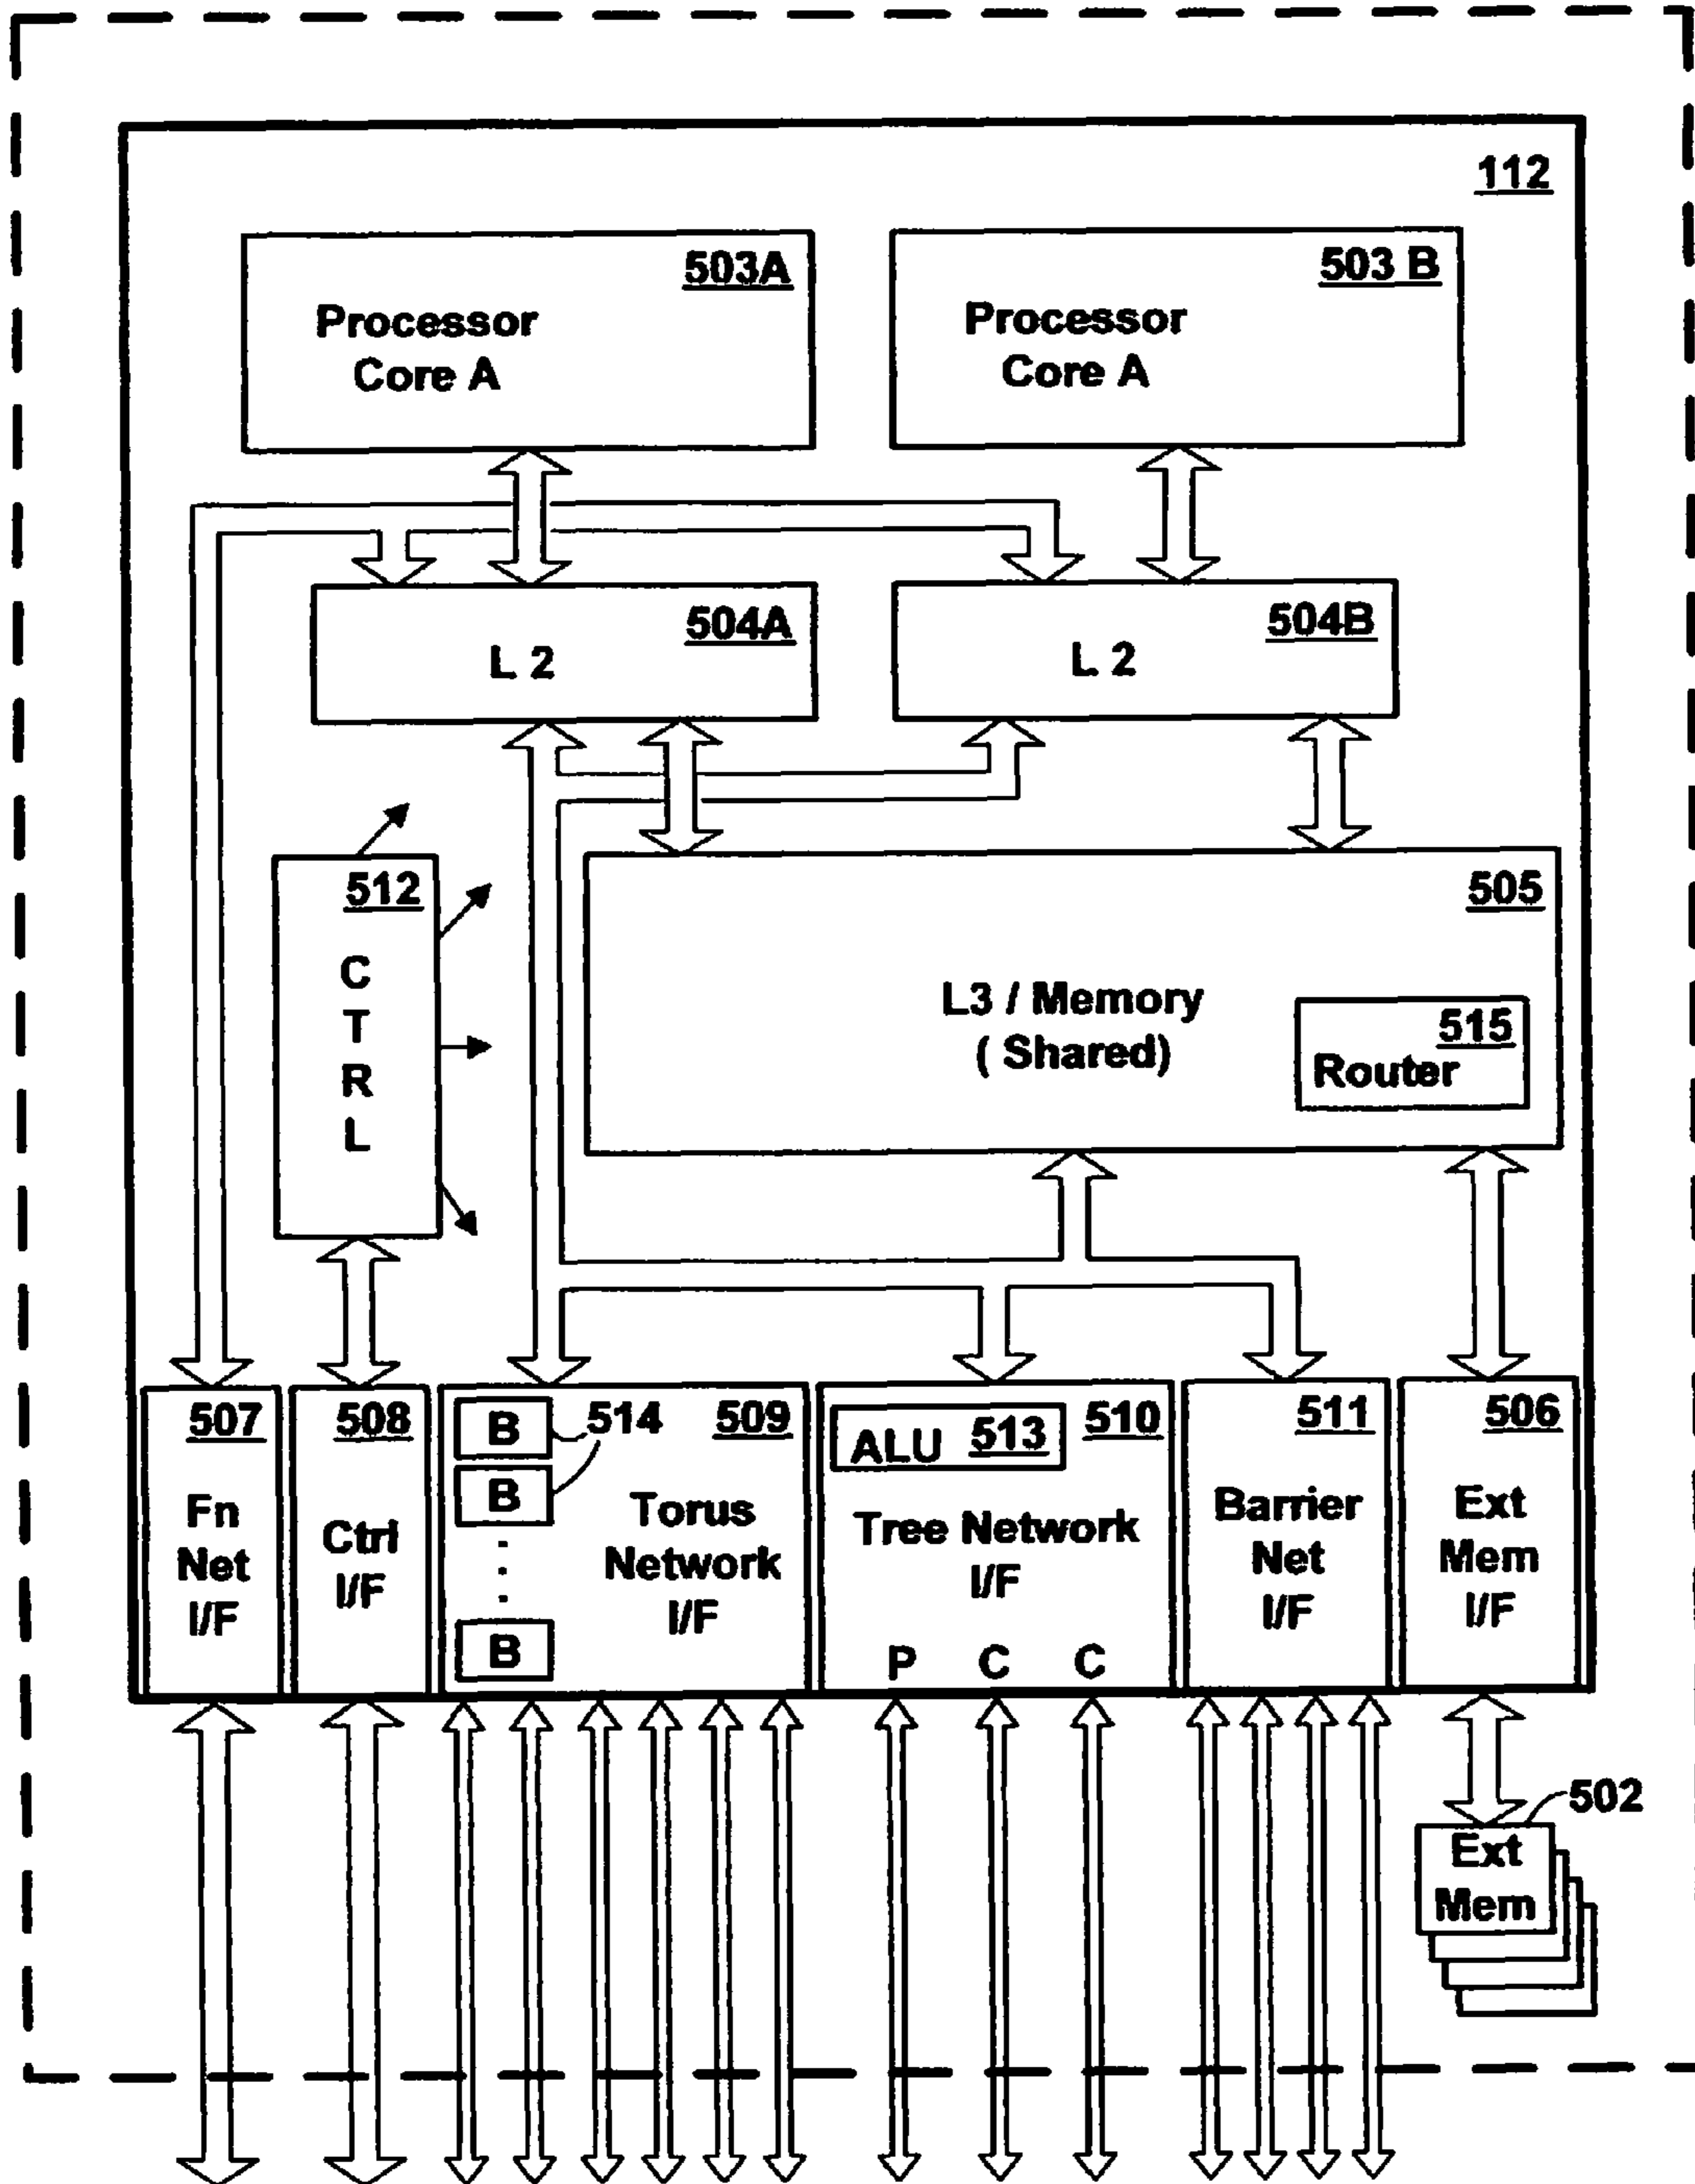 112
503A
Processor
Core A
503 B
Processor
Core A
504A
L 2
504B
L 2
512
C
T
R
L
505
L3 / Memory
( Shared)
515
Router
507
Fn
Net
I/F
508
Ctrl
I/F
B
B
B
514
509
Torus
Network
I/F
ALU 513
510
Tree Network
I/F
P C C
511
Barrier
Net
I/F
506
Ext
Mem
I/F
502
Ext
Mem